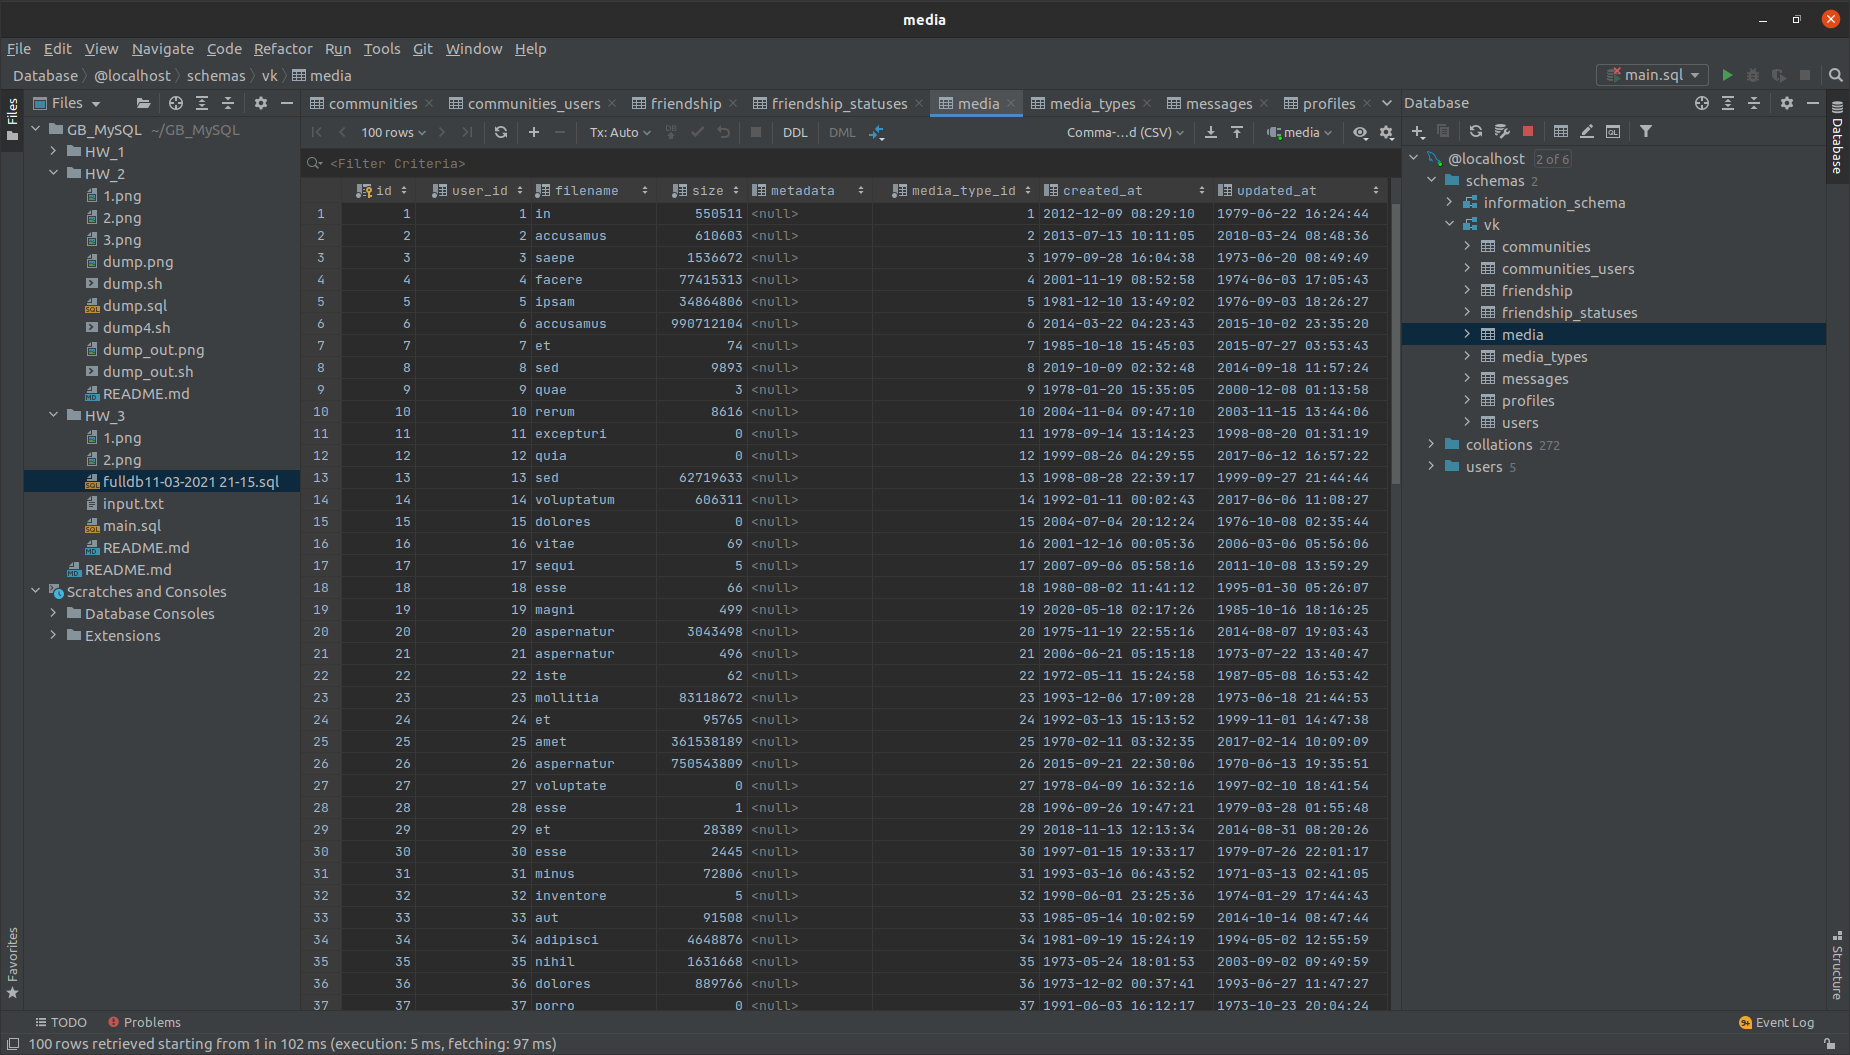 media
File Edit View Navigate Code Refactor Run Tools Git Window Help
Database @localhost schemas vk media main.sql
Files
Files
GB_MySQL ~/GB_MySQL
HW_1
HW_2
1.png
2.png
3.png
dump.png
dump.sh
dump.sql
dump4.sh
dump_out.png
dump_out.sh
README.md
HW_3
1.png
2.png
fulldb11-03-2021 21-15.sql
input.txt
main.sql
README.md
README.md
Scratches and Consoles
Database Consoles
Extensions
Favorites
communities communities_users friendship friendship_statuses media media_types messages profiles
100 rows Tx: Auto DDL DML Comma-...d (CSV) media
<Filter Criteria>
id user_id filename size metadata media_type_id created_at updated_at
1 1 1 in 550511 <null> 1 2012-12-09 08:29:10 1979-06-22 16:24:44
2 2 2 accusamus 610603 <null> 2 2013-07-13 10:11:05 2010-03-24 08:48:36
3 3 3 saepe 1536672 <null> 3 1979-09-28 16:04:38 1973-06-20 08:49:49
4 4 4 facere 77415313 <null> 4 2001-11-19 08:52:58 1974-06-03 17:05:43
5 5 5 ipsam 34864806 <null> 5 1981-12-10 13:49:02 1976-09-03 18:26:27
6 6 6 accusamus 990712104 <null> 6 2014-03-22 04:23:43 2015-10-02 23:35:20
7 7 7 et 74 <null> 7 1985-10-18 15:45:03 2015-07-27 03:53:43
8 8 8 sed 9893 <null> 8 2019-10-09 02:32:48 2014-09-18 11:57:24
9 9 9 quae 3 <null> 9 1978-01-20 15:35:05 2000-12-08 01:13:58
10 10 10 rerum 8616 <null> 10 2004-11-04 09:47:10 2003-11-15 13:44:06
11 11 11 excepturi 0 <null> 11 1978-09-14 13:14:23 1998-08-20 01:31:19
12 12 12 quia 0 <null> 12 1999-08-26 04:29:55 2017-06-12 16:57:22
13 13 13 sed 62719633 <null> 13 1998-08-28 22:39:17 1999-09-27 21:44:44
14 14 14 voluptatum 606311 <null> 14 1992-01-11 00:02:43 2017-06-06 11:08:27
15 15 15 dolores 0 <null> 15 2004-07-04 20:12:24 1976-10-08 02:35:44
16 16 16 vitae 69 <null> 16 2001-12-16 00:05:36 2006-03-06 05:56:06
17 17 17 sequi 5 <null> 17 2007-09-06 05:58:16 2011-10-08 13:59:29
18 18 18 esse 66 <null> 18 1980-08-02 11:41:12 1995-01-30 05:26:07
19 19 19 magni 499 <null> 19 2020-05-18 02:17:26 1985-10-16 18:16:25
20 20 20 aspernatur 3043498 <null> 20 1975-11-19 22:55:16 2014-08-07 19:03:43
21 21 21 aspernatur 496 <null> 21 2006-06-21 05:15:18 1973-07-22 13:40:47
22 22 22 iste 62 <null> 22 1972-05-11 15:24:58 1987-05-08 16:53:42
23 23 23 mollitia 83118672 <null> 23 1993-12-06 17:09:28 1973-06-18 21:44:53
24 24 24 et 95765 <null> 24 1992-03-13 15:13:52 1999-11-01 14:47:38
25 25 25 amet 361538189 <null> 25 1970-02-11 03:32:35 2017-02-14 10:09:09
26 26 26 aspernatur 750543809 <null> 26 2015-09-21 22:30:06 1970-06-13 19:35:51
27 27 27 voluptate 0 <null> 27 1978-04-09 16:32:16 1997-02-10 18:41:54
28 28 28 esse 1 <null> 28 1996-09-26 19:47:21 1979-03-28 01:55:48
29 29 29 et 28389 <null> 29 2018-11-13 12:13:34 2014-08-31 08:20:26
30 30 30 esse 2445 <null> 30 1997-01-15 19:33:17 1979-07-26 22:01:17
31 31 31 minus 72806 <null> 31 1993-03-16 06:43:52 1971-03-13 02:41:05
32 32 32 inventore 5 <null> 32 1990-06-01 23:25:36 1974-01-29 17:44:43
33 33 33 aut 91508 <null> 33 1985-05-14 10:02:59 2014-10-14 08:47:44
34 34 34 adipisci 4648876 <null> 34 1981-09-19 15:24:19 1994-05-02 12:55:59
35 35 35 nihil 1631668 <null> 35 1973-05-24 18:01:53 2003-09-02 09:49:59
36 36 36 dolores 889766 <null> 36 1973-12-02 00:37:41 1993-06-27 11:47:27
37 37 37 porro 0 <null> 37 1991-06-03 16:12:17 1973-10-23 20:04:24
Database
@localhost 2 of 6
schemas 2
information_schema
vk
communities
communities_users
friendship
friendship_statuses
media
media_types
messages
profiles
users
collations 272
users 5
Database
Structure
TODO Problems Event Log
100 rows retrieved starting from 1 in 102 ms (execution: 5 ms, fetching: 97 ms)